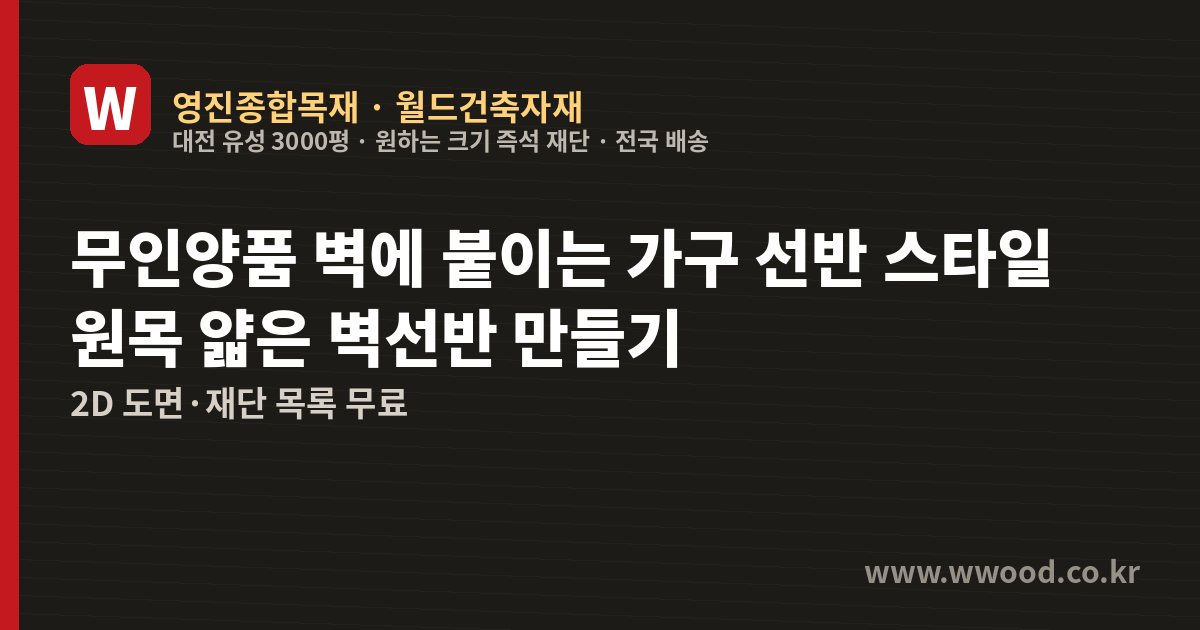 W
영진종합목재 · 월드건축자재
대전 유성 3000평 · 원하는 크기 즉석 재단 · 전국 배송
무인양품 벽에 붙이는 가구 선반 스타일
원목 얇은 벽선반 만들기
2D 도면·재단 목록 무료
www.wwood.co.kr